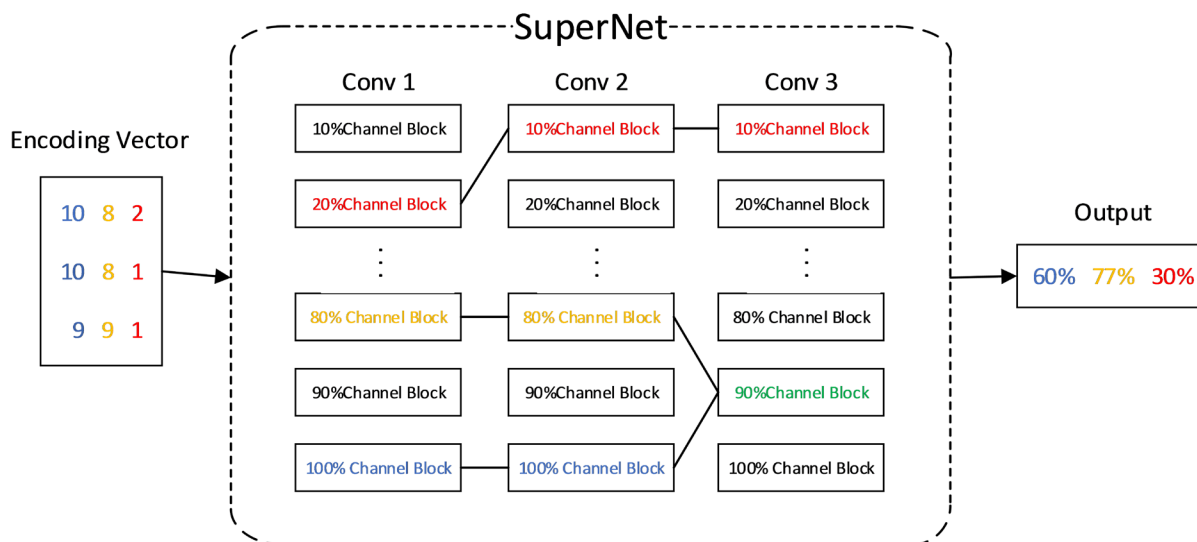 SuperNet
Encoding Vector
10 8 2
10 8 1
9 9 1
Conv 1 Conv 2 Conv 3
10%Channel Block 10%Channel Block 10%Channel Block
20%Channel Block 20%Channel Block 20%Channel Block
80% Channel Block 80% Channel Block 80% Channel Block
90%Channel Block 90%Channel Block 90%Channel Block
100% Channel Block 100% Channel Block 100% Channel Block
Output
60% 77% 30%